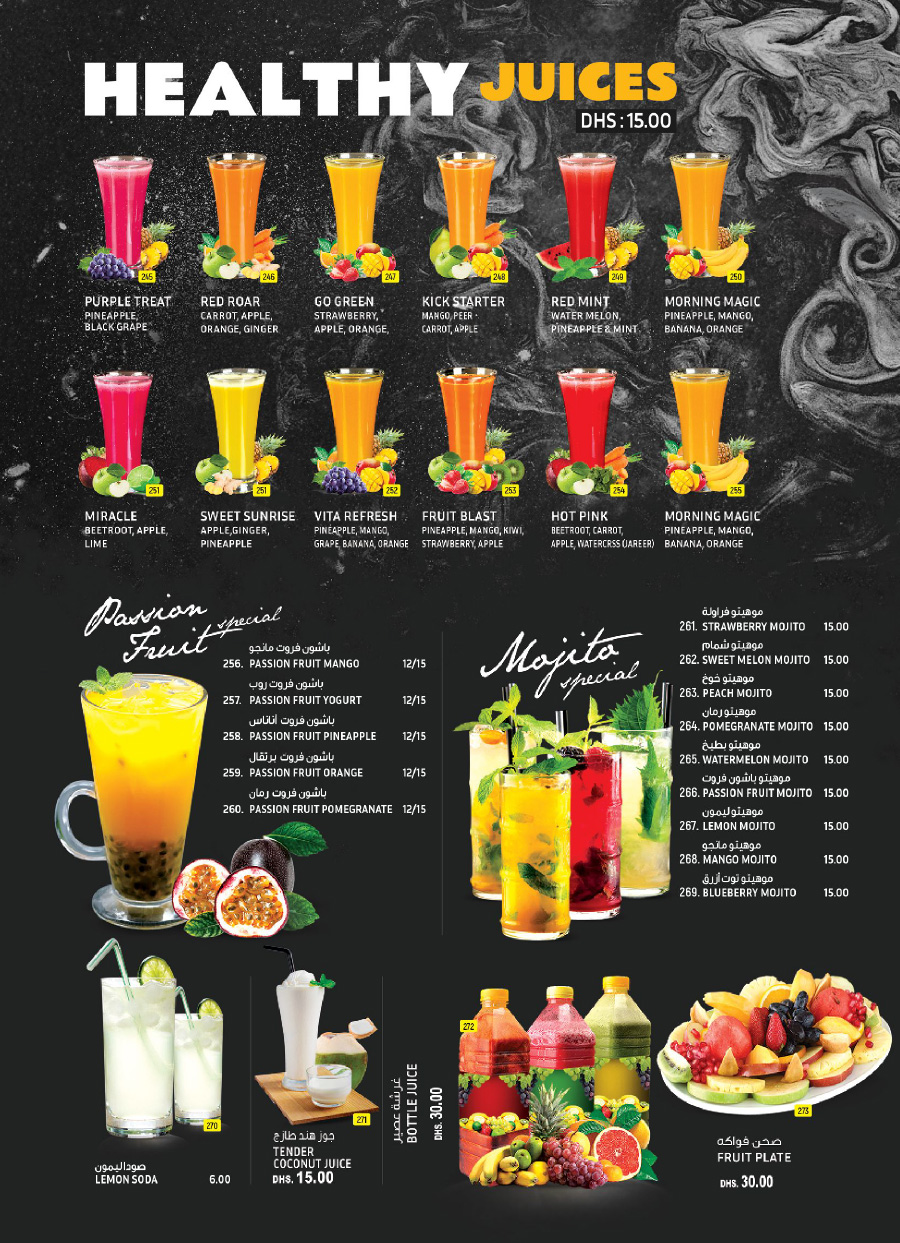 HEALTHY JUICES
DHS : 15.00
245
246
247
248
249
250
PURPLE TREAT
PINEAPPLE,
BLACK GRAPE
RED ROAR
CARROT, APPLE,
ORANGE, GINGER
GO GREEN
STRAWBERRY,
APPLE, ORANGE,
KICK STARTER
MANGO, PEER
CARROT, APPLE
RED MINT
WATER MELON,
PINEAPPLE & MINT
MORNING MAGIC
PINEAPPLE, MANGO,
BANANA, ORANGE
251
251
252
253
254
255
MIRACLE
BEETROOT, APPLE,
LIME
SWEET SUNRISE
APPLE,GINGER,
PINEAPPLE
VITA REFRESH
PINEAPPLE, MANGO,
GRAPE, BANANA, ORANGE
FRUIT BLAST
PINEAPPLE, MANGO, KIWI,
STRAWBERRY, APPLE
HOT PINK
BEETROOT, CARROT,
APPLE, WATERCRSS (JAREER)
MORNING MAGIC
PINEAPPLE, MANGO,
BANANA, ORANGE
Passion
Fruit special
باشون فروت مانجو
256. PASSION FRUIT MANGO 12/15
باشون فروت روب
257. PASSION FRUIT YOGURT 12/15
باشون فروت أناناس
258. PASSION FRUIT PINEAPPLE 12/15
باشون فروت برتقال
259. PASSION FRUIT ORANGE 12/15
باشون فروت رمان
260. PASSION FRUIT POMEGRANATE 12/15
Mojito
special
موهيتو فراولة
261. STRAWBERRY MOJITO 15.00
موهيتو شمام
262. SWEET MELON MOJITO 15.00
موهيتو خوخ
263. PEACH MOJITO 15.00
موهيتو رمان
264. POMEGRANATE MOJITO 15.00
موهيتو بطيخ
265. WATERMELON MOJITO 15.00
موهيتو باشون فروت
266. PASSION FRUIT MOJITO 15.00
موهيتو ليمون
267. LEMON MOJITO 15.00
موهيتو مانجو
268. MANGO MOJITO 15.00
موهيتو توت أزرق
269. BLUEBERRY MOJITO 15.00
270
صودا ليمون
LEMON SODA 6.00
271
جوز هند طازج
TENDER
COCONUT JUICE
DHS. 15.00
272
غرشة عصير
BOTTLE JUICE
DHS. 30.00
273
صحن فواكه
FRUIT PLATE
DHS. 30.00